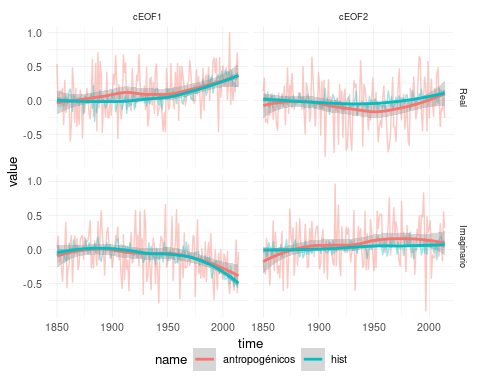 cEOF1 cEOF2
1.0
0.5
0.0
-0.5
Real
value
1.0
0.5
0.0
-0.5
Imaginario
1850 1900 1950 2000 1850 1900 1950 2000
time
name antropogénicos hist